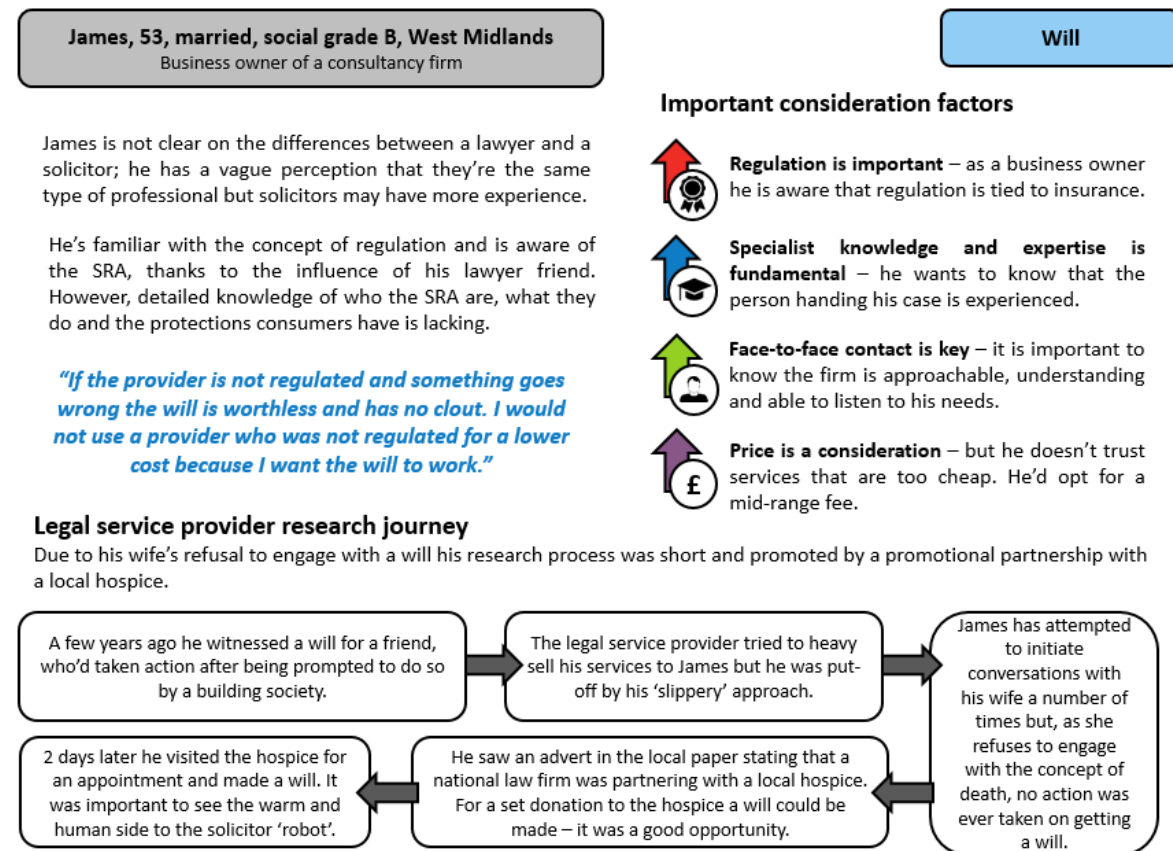 James, 53, married, social grade B, West Midlands
Business owner of a consultancy firm
Will
James is not clear on the differences between a lawyer and a
solicitor; he has a vague perception that they're the same
type of professional but solicitors may have more experience.
He's familiar with the concept of regulation and is aware of
the SRA, thanks to the influence of his lawyer friend.
However, detailed knowledge of who the SRA are, what they
do and the protections consumers have is lacking.
“If the provider is not regulated and something goes
wrong the will is worthless and has no clout. I would
not use a provider who was not regulated for a lower
cost because I want the will to work.”
Important consideration factors
Regulation is important – as a business owner
he is aware that regulation is tied to insurance.
Specialist knowledge and expertise is
fundamental – he wants to know that the
person handing his case is experienced.
Face-to-face contact is key – it is important to
know the firm is approachable, understanding
and able to listen to his needs.
£
Price is a consideration – but he doesn't trust
services that are too cheap. He'd opt for a
mid-range fee.
Legal service provider research journey
Due to his wife's refusal to engage with a will his research process was short and promoted by a promotional partnership with
a local hospice.
A few years ago he witnessed a will for a friend,
who'd taken action after being prompted to do so
by a building society.
The legal service provider tried to heavy
sell his services to James but he was put-
off by his ‘slippery’ approach.
James has attempted
to initiate
conversations with
his wife a number of
times but, as she
refuses to engage
with the concept of
death, no action was
ever taken on getting
a will.
He saw an advert in the local paper stating that a
national law firm was partnering with a local hospice.
For a set donation to the hospice a will could be
made – it was a good opportunity.
2 days later he visited the hospice for
an appointment and made a will. It
was important to see the warm and
human side to the solicitor ‘robot’.